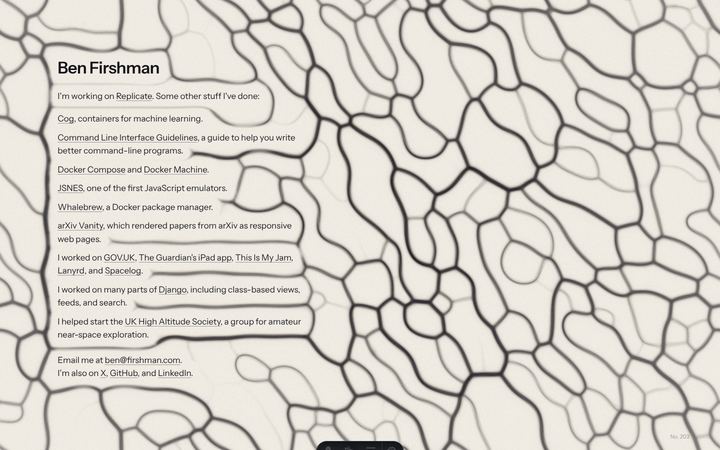 Ben Firshman
I'm working on Replicate. Some other stuff I've done:
Cog, containers for machine learning.
Command Line Interface Guidelines, a guide to help you write
better command-line programs.
Docker Compose and Docker Machine.
JSNES, one of the first JavaScript emulators.
Whalebrew, a Docker package manager.
arXiv Vanity, which rendered papers from arXiv as responsive
web pages.
I worked on GOV.UK, The Guardian's iPad app, This Is My Jam,
Lanyrd, and Spacelog.
I worked on many parts of Django, including class-based views,
feeds, and search.
I helped start the UK High Altitude Society, a group for amateur
near-space exploration.
Email me at ben@firshman.com.
I'm also on X, GitHub, and LinkedIn.
No.